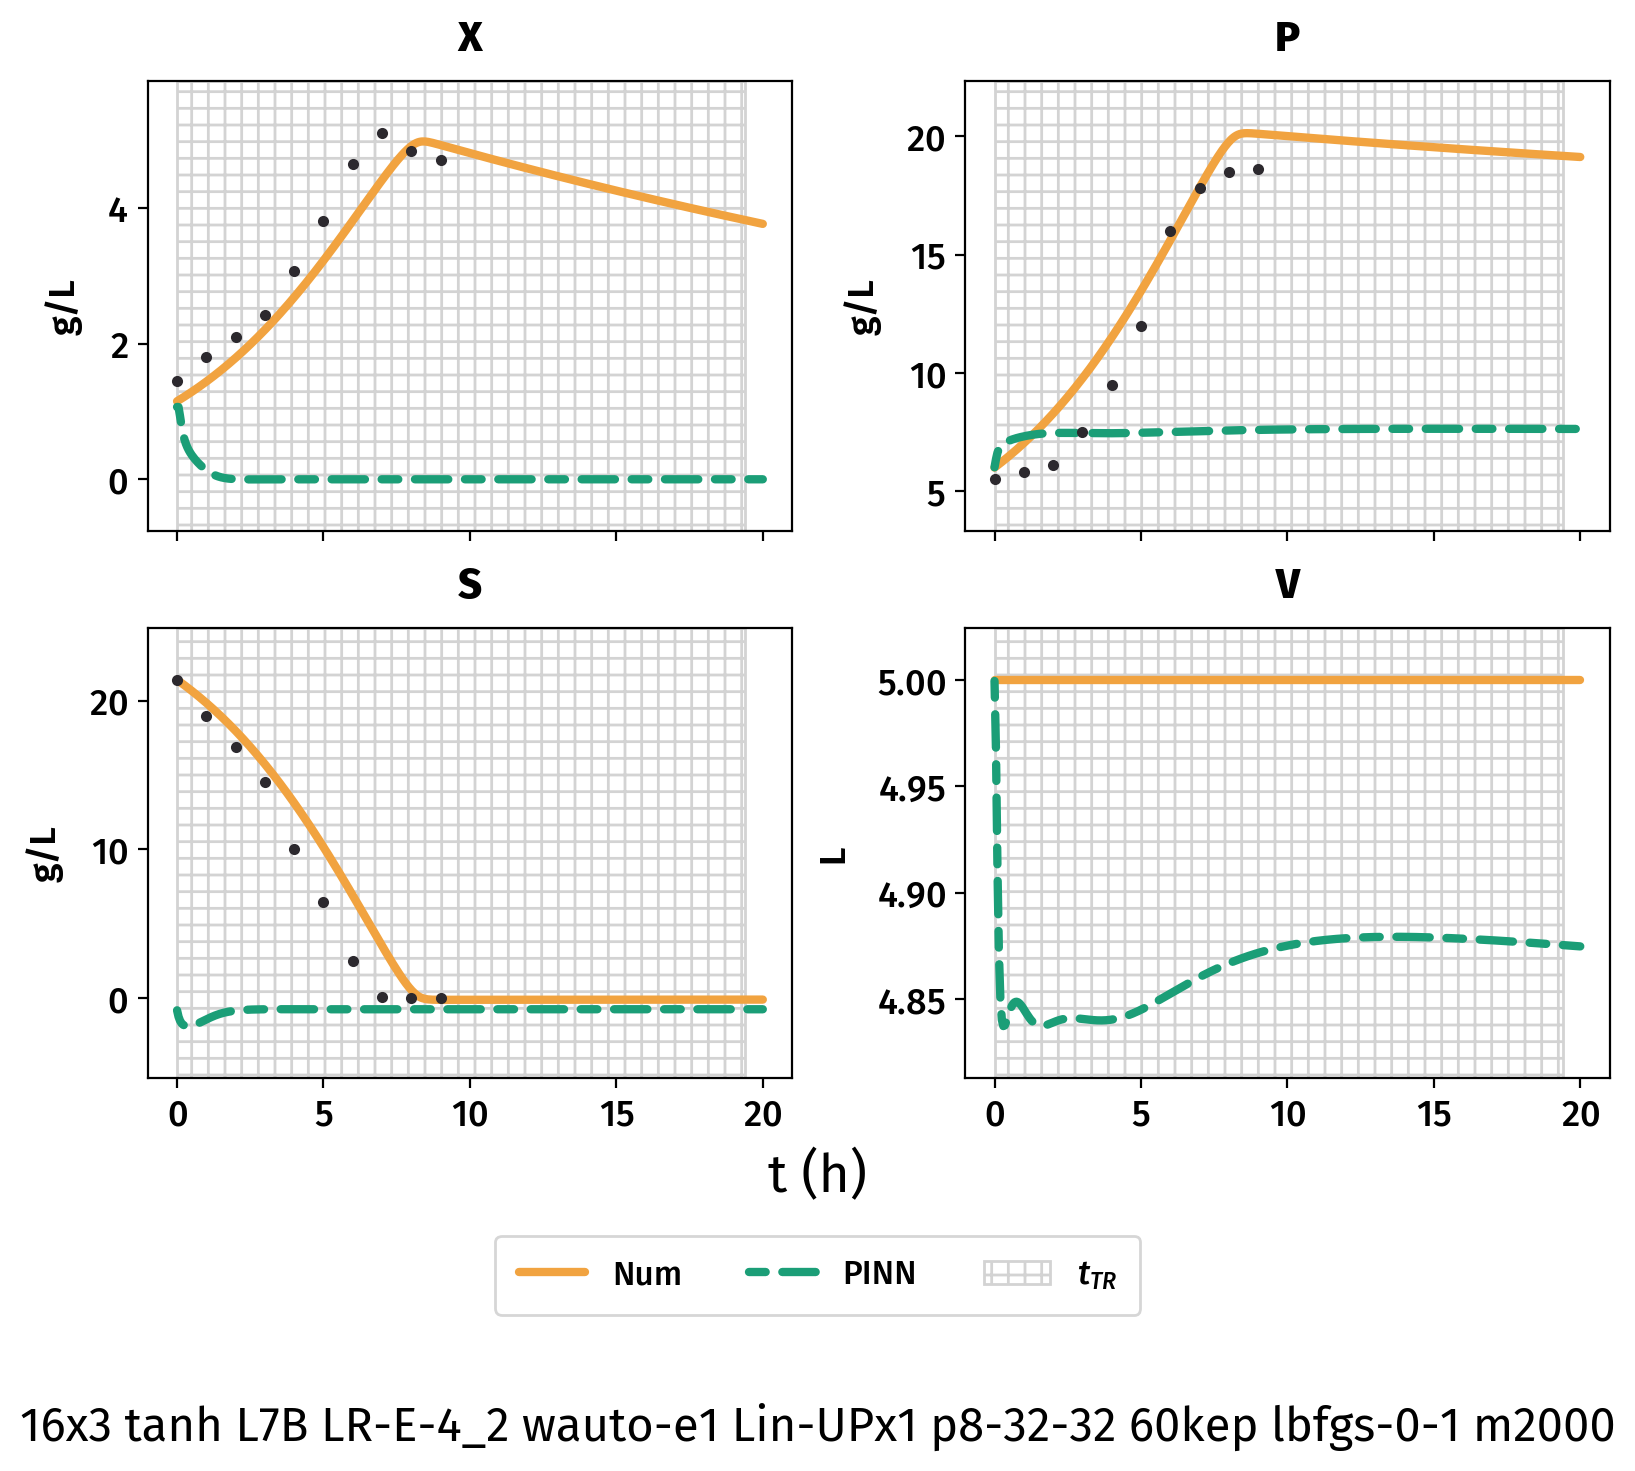 X
P
g/L
4
2
0
g/L
20
15
10
5
S
V
g/L
20
10
0
L
5.00
4.95
4.90
4.85
0 5 10 15 20
0 5 10 15 20
t (h)
Num PINN tTR
16x3 tanh L7B LR-E-4_2 wauto-e1 Lin-UPx1 p8-32-32 60kep lbfgs-0-1 m2000